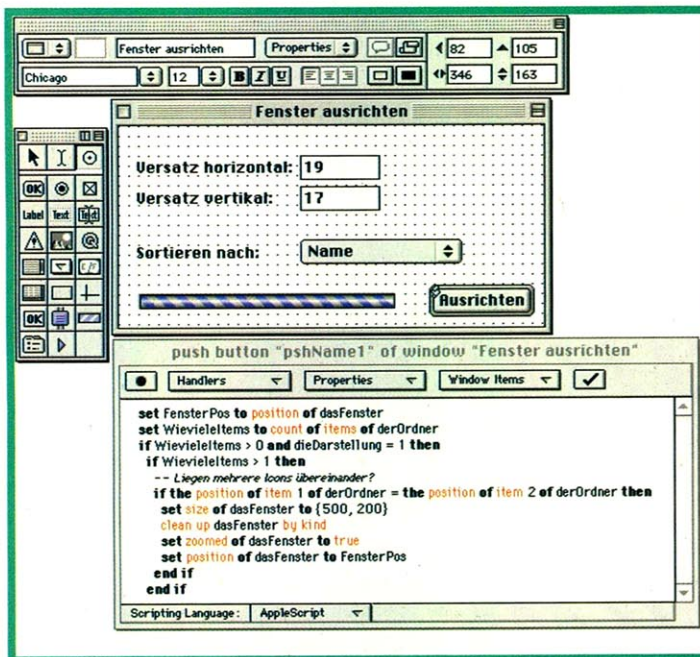 Fenster ausrichten Properties 82 105
Chicago 12 B I U 346 163
Fenster ausrichten
OK
Label Text Text
C//
OK
Versatz horizontal: 19
Versatz vertikal: 17
Sortieren nach: Name
Ausrichten
push button "pshName1" of window "Fenster ausrichten"
Handlers Properties Window Items
set FensterPos to position of dasFenster
set WievieleItems to count of items of derOrdner
if WievieleItems > 0 and dieDarstellung = 1 then
if WievieleItems > 1 then
-- Liegen mehrere Icons übereinander?
if the position of item 1 of derOrdner = the position of item 2 of derOrdner then
set size of dasFenster to {500, 200}
clean up dasFenster by kind
set zoomed of dasFenster to true
set position of dasFenster to FensterPos
end if
end if
Scripting Language: AppleScript